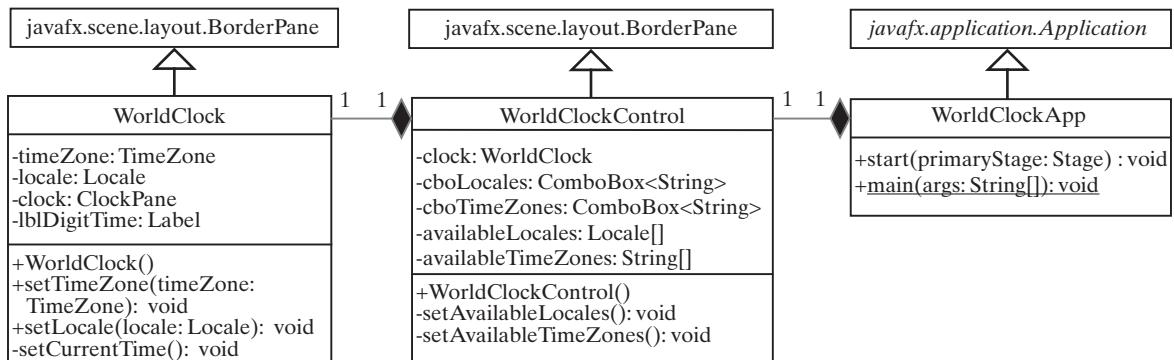 javafx.scene.layout.BorderPane
WorldClock
-timeZone: TimeZone
-locale: Locale
-clock: ClockPane
-lblDigitTime: Label
+WorldClock()
+setTimeZone(timeZone:
TimeZone): void
+setLocale(locale: Locale): void
-setCurrentTime(): void
1
1
javafx.scene.layout.BorderPane
WorldClockControl
-clock: WorldClock
-cboLocales: ComboBox<String>
-cboTimeZones: ComboBox<String>
-availableLocales: Locale[]
-availableTimeZones: String[]
+WorldClockControl()
-setAvailableLocales(): void
-setAvailableTimeZones(): void
1
1
javafx.application.Application
WorldClockApp
+start(primaryStage: Stage) : void
+main(args: String[]): void